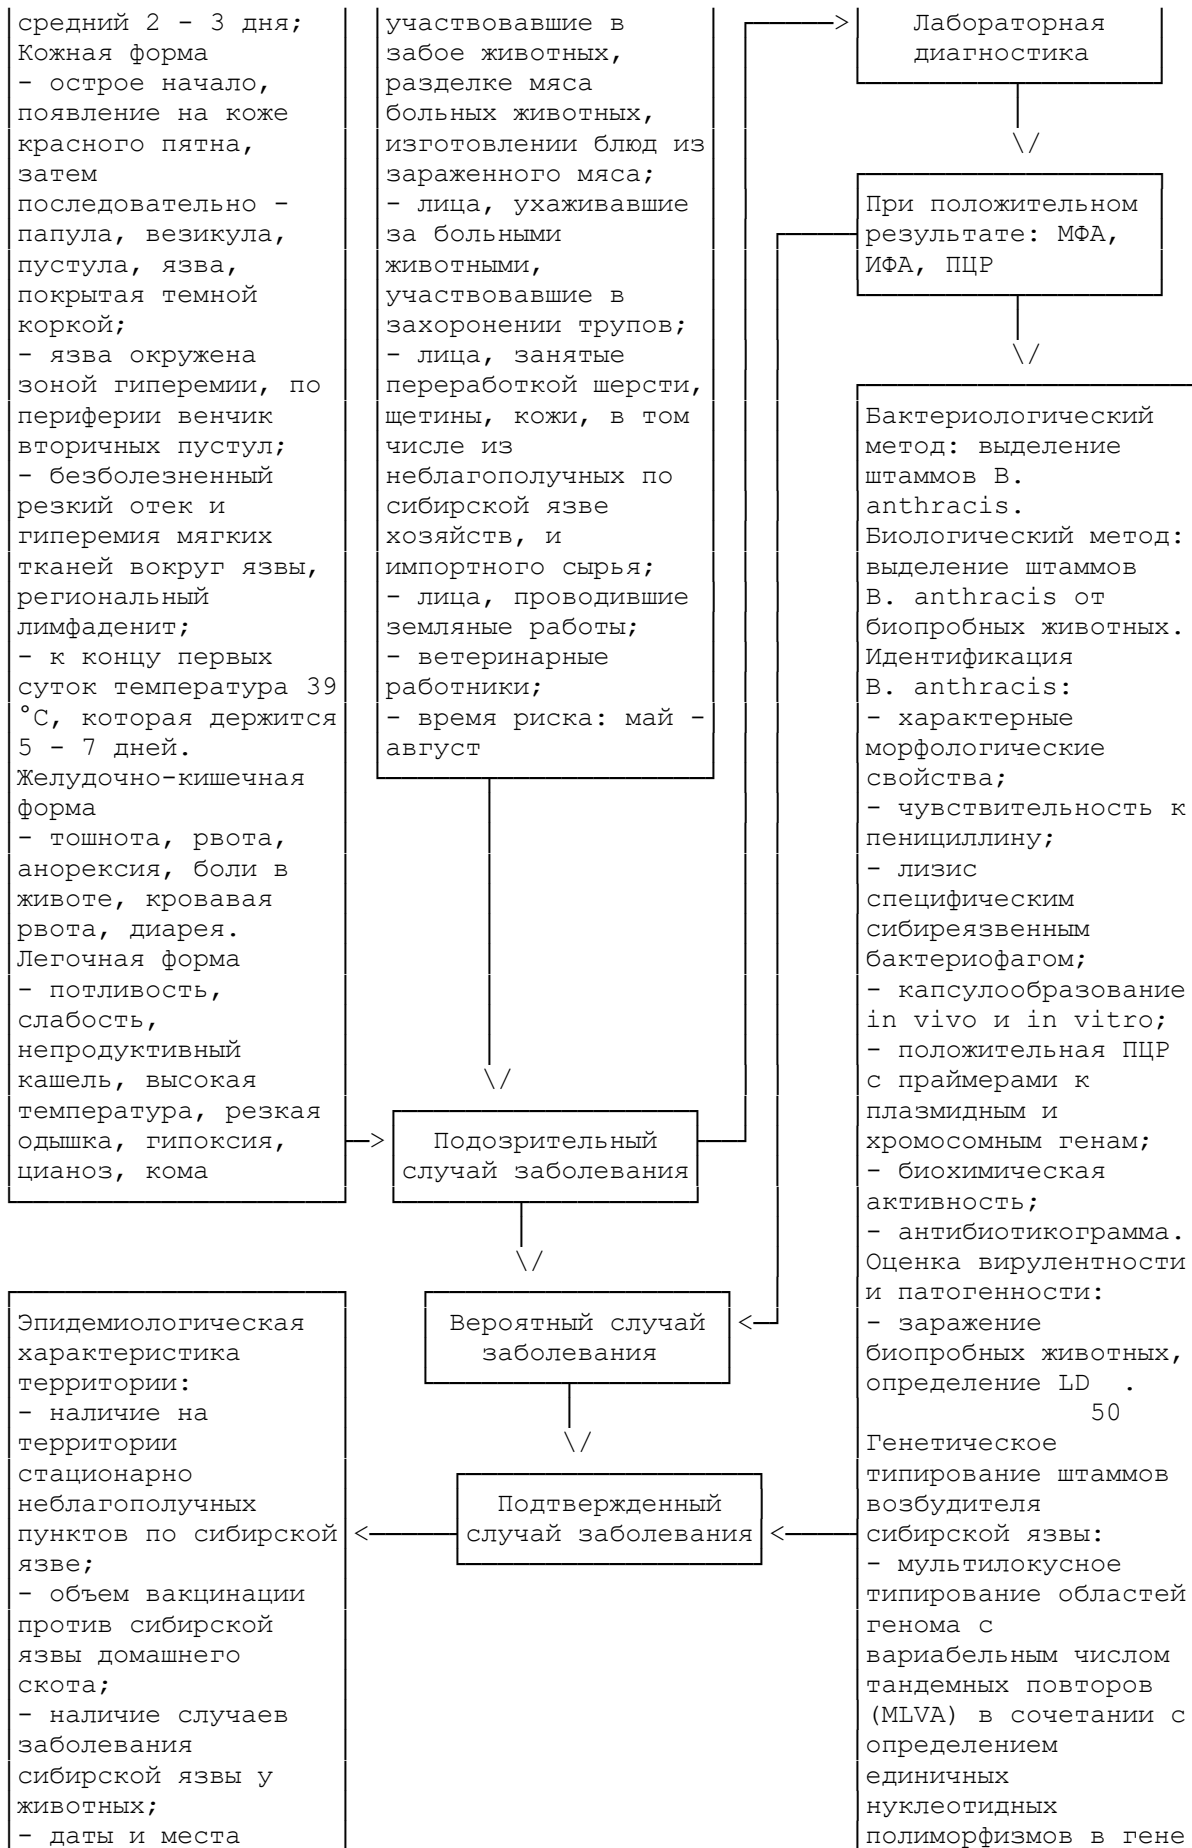 средний 2 - 3 дня;
Кожная форма
- острое начало,
появление на коже
красного пятна,
затем
последовательно -
папула, везикула,
пустула, язва,
покрытая темной
коркой;
- язва окружена
зоной гиперемии, по
периферии венчик
вторичных пустул;
- безболезненный
резкий отек и
гиперемия мягких
тканей вокруг язвы,
региональный
лимфаденит;
- к концу первых
суток температура 39
°C, которая держится
5 - 7 дней.
Желудочно-кишечная
форма
- тошнота, рвота,
анорексия, боли в
животе, кровавая
рвота, диарея.
Легочная форма
- потливость,
слабость,
непродуктивный
кашель, высокая
температура, резкая
одышка, гипоксия,
цианоз, кома
участвовавшие в
забое животных,
разделке мяса
больных животных,
изготовлении блюд из
зараженного мяса;
- лица, ухаживавшие
за больными
животными,
участвовавшие в
захоронении трупов;
- лица, занятые
переработкой шерсти,
щетины, кожи, в том
числе из
неблагополучных по
сибирской язве
хозяйств, и
импортного сырья;
- лица, проводившие
земляные работы;
- ветеринарные
работники;
- время риска: май -
август
Подозрительный
случай заболевания
Лабораторная
диагностика
При положительном
результате: МФА,
ИФА, ПЦР
Вероятный случай
заболевания
Бактериологический
метод: выделение
штаммов B.
anthracis.
Биологический метод:
выделение штаммов
B. anthracis от
биопробных животных.
Идентификация
B. anthracis:
- характерные
морфологические
свойства;
- чувствительность к
пенициллину;
- лизис
специфическим
сибиреязвенным
бактериофагом;
- капсулообразование
in vivo и in vitro;
- положительная ПЦР
с праймерами к
плазмидным и
хромосомным генам;
- биохимическая
активность;
- антибиотикограмма.
Оценка вирулентности
и патогенности:
- заражение
биопробных животных,
определение LD .
50
Генетическое
типирование штаммов
возбудителя
сибирской язвы:
- мультилокусное
типирование областей
генома с
вариабельным числом
тандемных повторов
(MLVA) в сочетании с
определением
единичных
нуклеотидных
полиморфизмов в гене
Подтвержденный
случай заболевания
Эпидемиологическая
характеристика
территории:
- наличие на
территории
стационарно
неблагополучных
пунктов по сибирской
язве;
- объем вакцинации
против сибирской
язвы домашнего
скота;
- наличие случаев
заболевания
сибирской язвы у
животных;
- даты и места